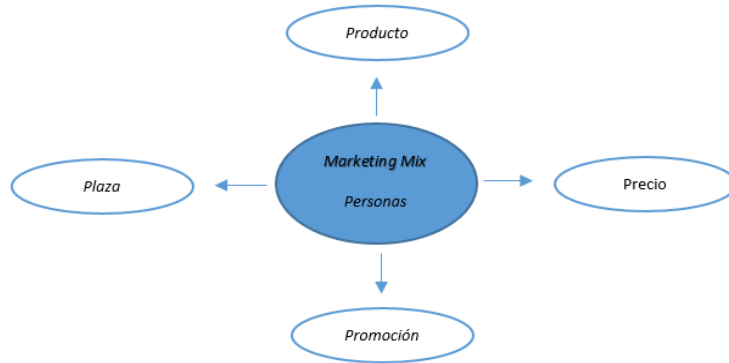 Producto
Marketing Mix
Personas
Plaza
Precio
Promoción